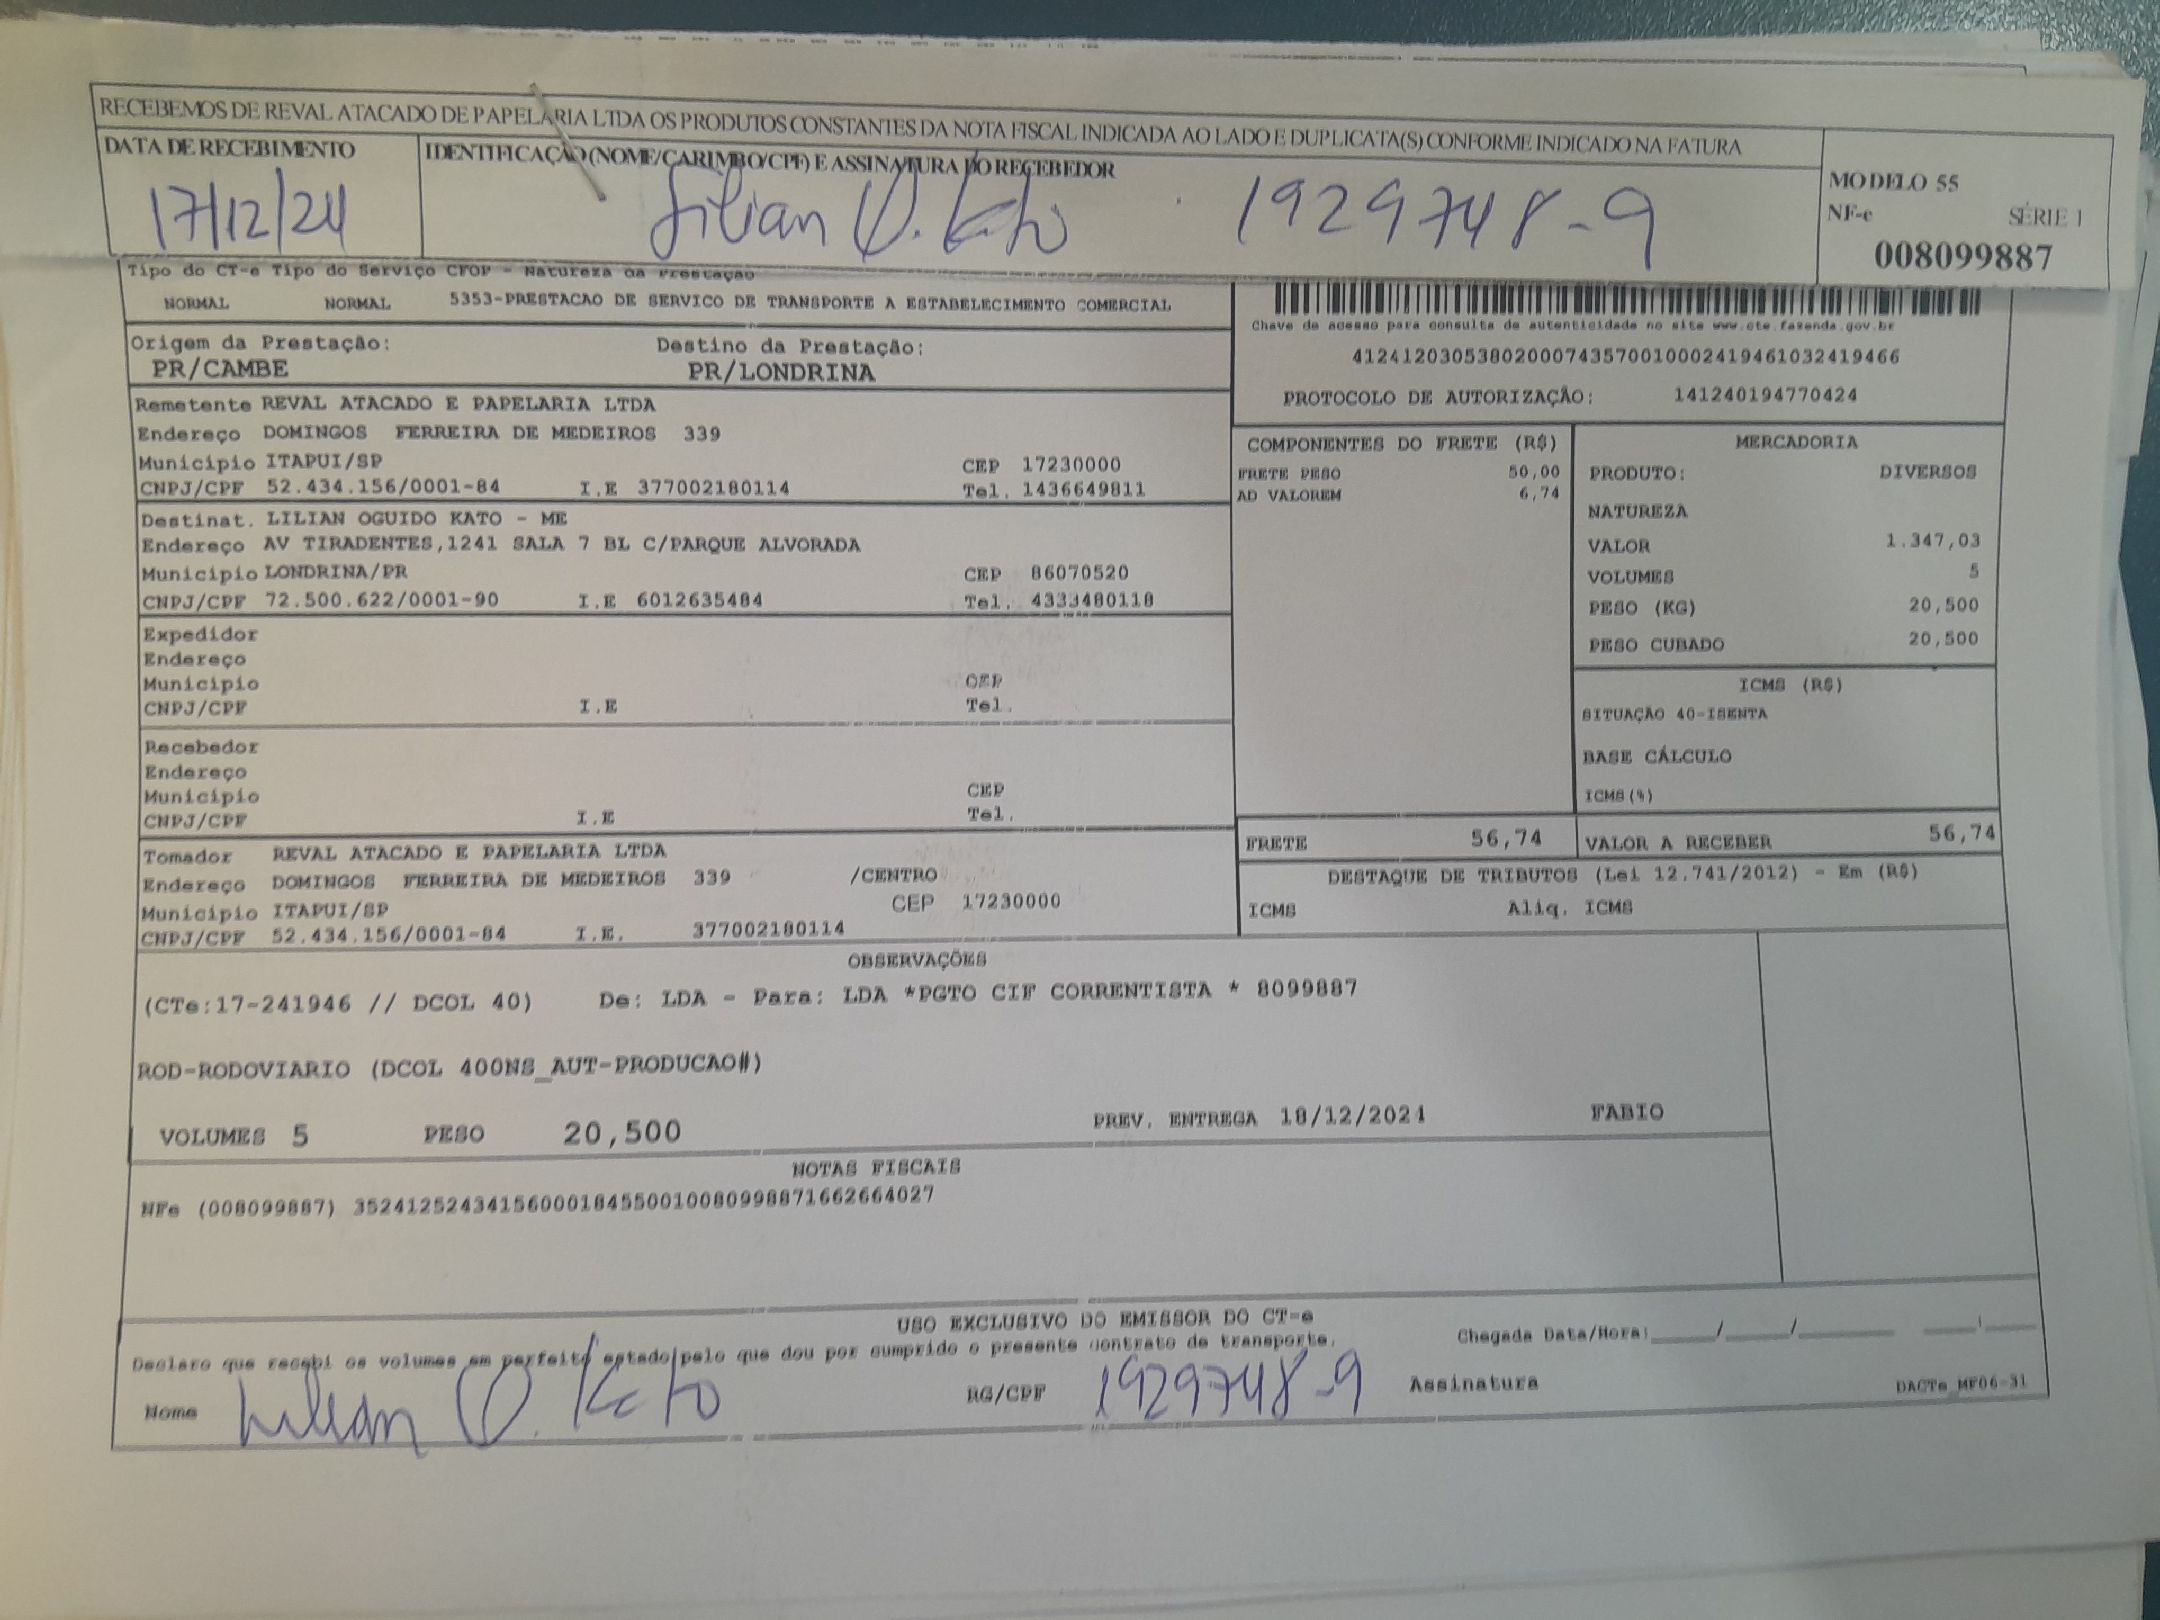 RECEBEMOS DE REVAL ATACADO DE PAPELARIA LTDA OS PRODUTOS CONSTANTES DA NOTA FISCAL INDICADA AO LADO E DUPLICATA(S) CONFORME INDICADO NA FATURA
DATA DE RECEBIMENTO IDENTIFICAÇÃO (NOME/CARIMBO/CPF) E ASSINATURA DO RECEBEDOR
17/12/24 Lilian O. Kato 1929748-9
MODELO 55
NF-e SÉRIE 1
008099887
Tipo do CT-e Tipo do Serviço CFOP - Natureza da Prestação
NORMAL NORMAL 5353-PRESTACAO DE SERVICO DE TRANSPORTE A ESTABELECIMENTO COMERCIAL
Chave de acesso para consulta de autenticidade no site www.cte.fazenda.gov.br
41241203053802000743570010002419461032419466
PROTOCOLO DE AUTORIZAÇÃO: 141240194770424
Origem da Prestação: Destino da Prestação:
PR/CAMBE PR/LONDRINA
Remetente REVAL ATACADO E PAPELARIA LTDA
Endereço DOMINGOS FERREIRA DE MEDEIROS 339
Município ITAPUI/SP CEP 17230000
CNPJ/CPF 52.434.156/0001-84 I.E 377002180114 Tel. 1436649811
Destinat. LILIAN OGUIDO KATO - ME
Endereço AV TIRADENTES,1241 SALA 7 BL C/PARQUE ALVORADA
Município LONDRINA/PR CEP 86070520
CNPJ/CPF 72.500.622/0001-90 I.E 6012635484 Tel. 4333480118
Expedidor
Endereço
Município CEP
CNPJ/CPF I.E Tel.
Recebedor
Endereço
Município CEP
CNPJ/CPF I.E Tel.
Tomador REVAL ATACADO E PAPELARIA LTDA
Endereço DOMINGOS FERREIRA DE MEDEIROS 339 /CENTRO
Município ITAPUI/SP CEP 17230000
CNPJ/CPF 52.434.156/0001-84 I.E. 377002180114
COMPONENTES DO FRETE (R$)
FRETE PESO 50,00
AD VALOREM 6,74
MERCADORIA
PRODUTO: DIVERSOS
NATUREZA
VALOR 1.347,03
VOLUMES 5
PESO (KG) 20,500
PESO CUBADO 20,500
ICMS (R$)
SITUAÇÃO 40-ISENTA
BASE CÁLCULO
ICMS(%)
FRETE 56,74 VALOR A RECEBER 56,74
DESTAQUE DE TRIBUTOS (Lei 12.741/2012) - Em (R$)
ICMS Aliq. ICMS
OBSERVAÇÕES
(CTe:17-241946 // DCOL 40) De: LDA - Para: LDA *PGTO CIF CORRENTISTA * 8099887
ROD-RODOVIARIO (DCOL 400NS_AUT-PRODUCAO#)
VOLUMES 5 PESO 20,500 PREV. ENTREGA 18/12/2024 FABIO
NOTAS FISCAIS
NFe (008099887) 35241252434156000184550010080998871662664027
USO EXCLUSIVO DO EMISSOR DO CT-e
Declaro que recebi os volumes em perfeito estado pelo que dou por cumprido o presente contrato de transporte. Chegada Data/Hora: / /
Nome Lilian O. Kato RG/CPF 1929748-9 Assinatura DACTe MF06-31